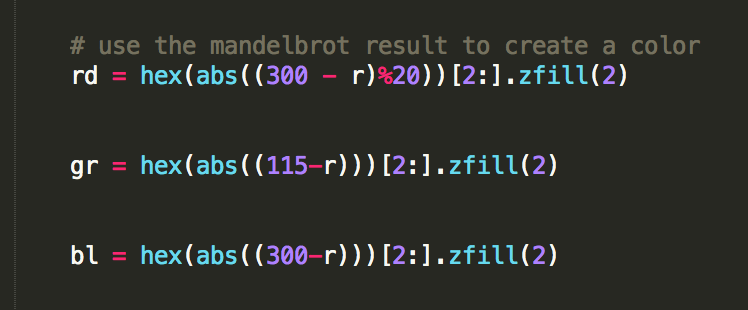 # use the mandelbrot result to create a color
rd = hex(abs((300 - r)%20))[2:].zfill(2)
gr = hex(abs((115-r)))[2:].zfill(2)
bl = hex(abs((300-r)))[2:].zfill(2)